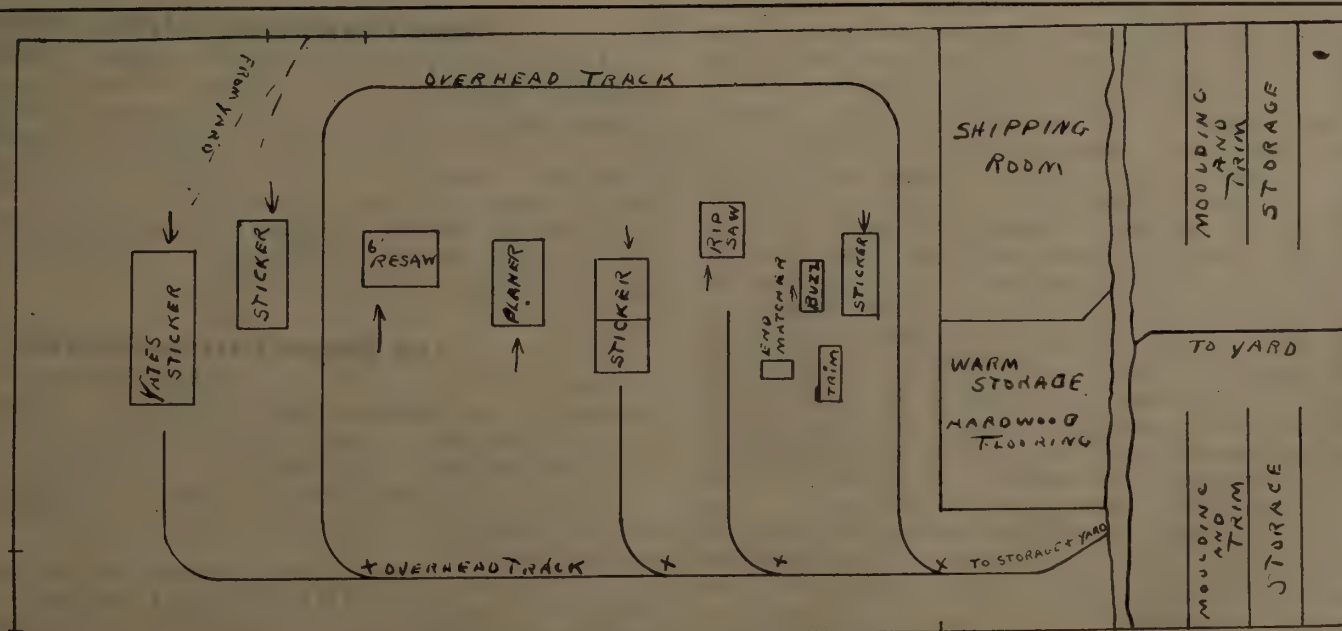 FROM YARD
OVERHEAD TRACK
SHIPPING
ROOM
MOULDING
AND
TRIM
STORAGE
YATES
STICKER
STICKER
6'
RESAW
PLANER
STICKER
RIP
SAW
END
MATCHER
BUZZ
STICKER
TRIM
WARM
STORAGE
HARDWOOD
FLOORING
TO YARD
MOULDING
AND
TRIM
STORAGE
X OVERHEAD TRACK
X
X
X
TO STORAGE & YARD